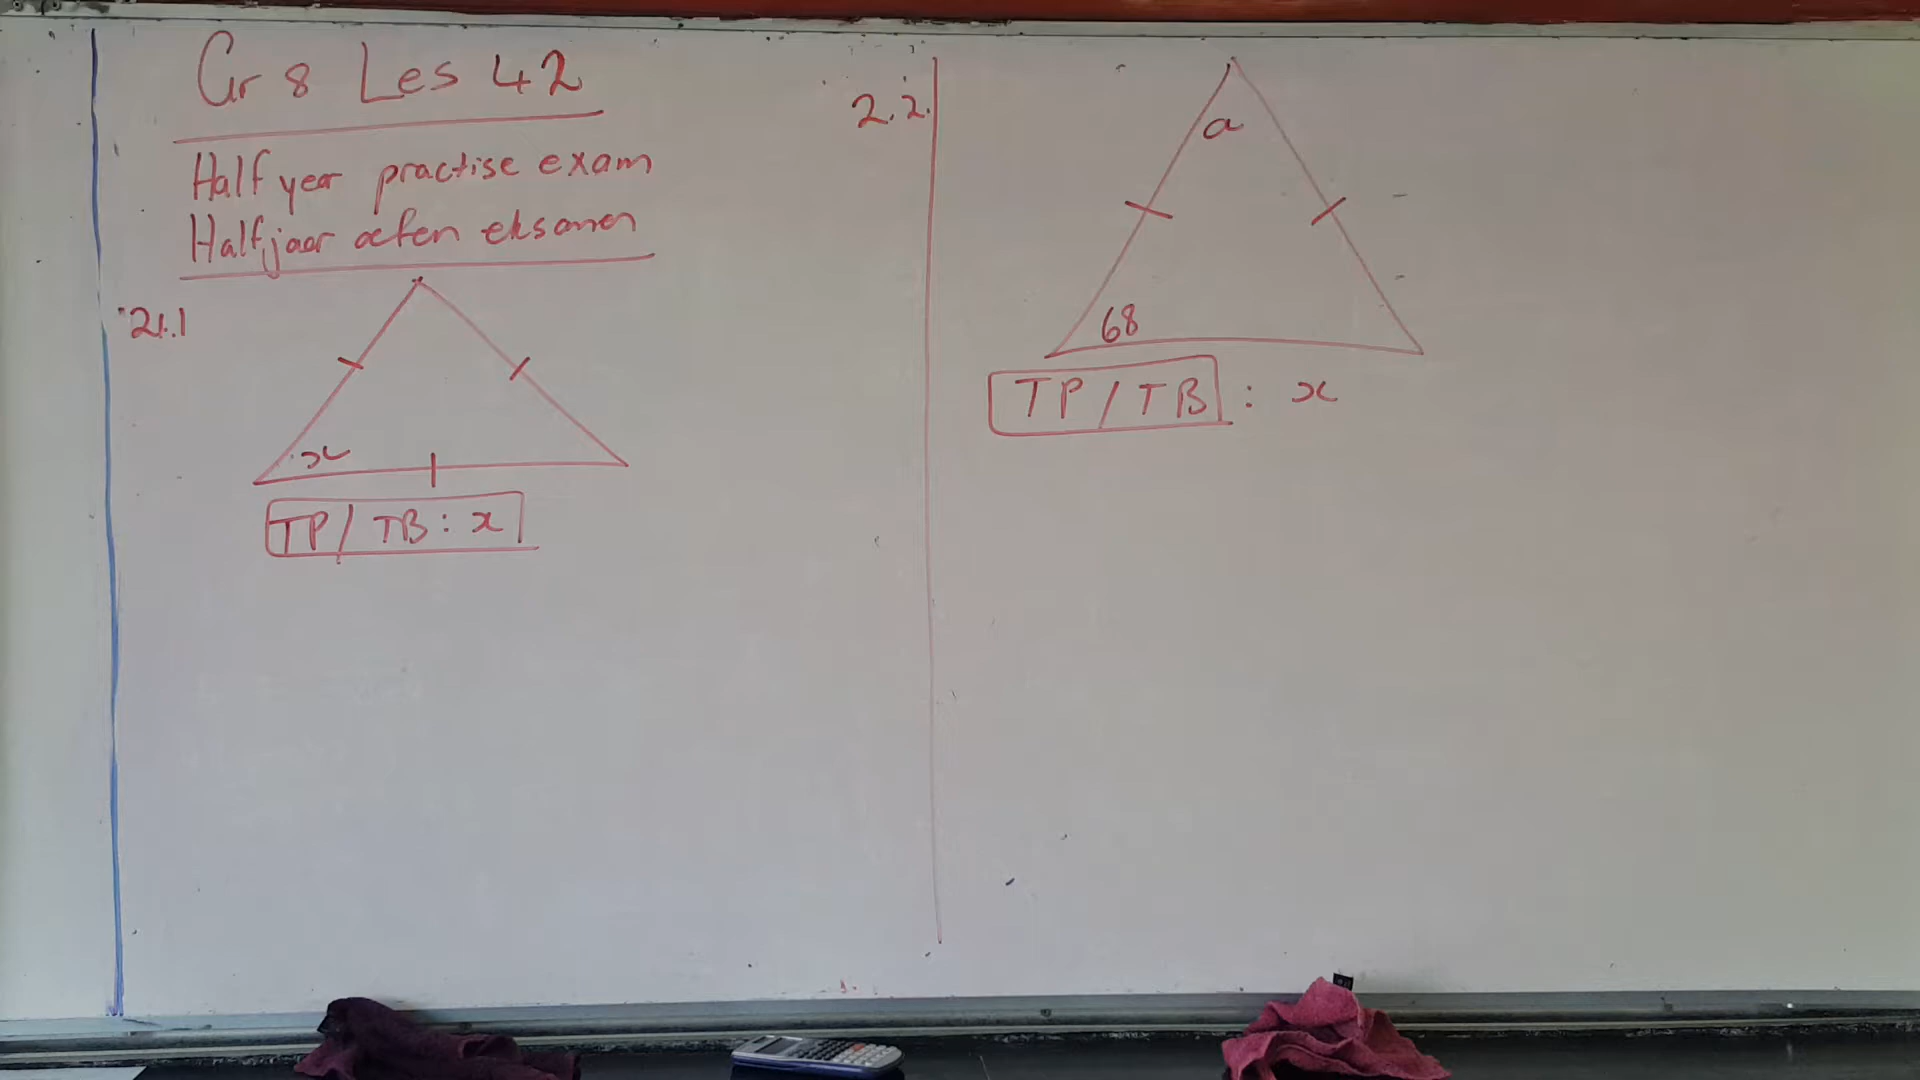 Gr 8 Les 42
Half year practise exam
Halfjaar oefen eksamen
2.1
x
TP / TB : x
2.2.
a
68
TP / TB : x